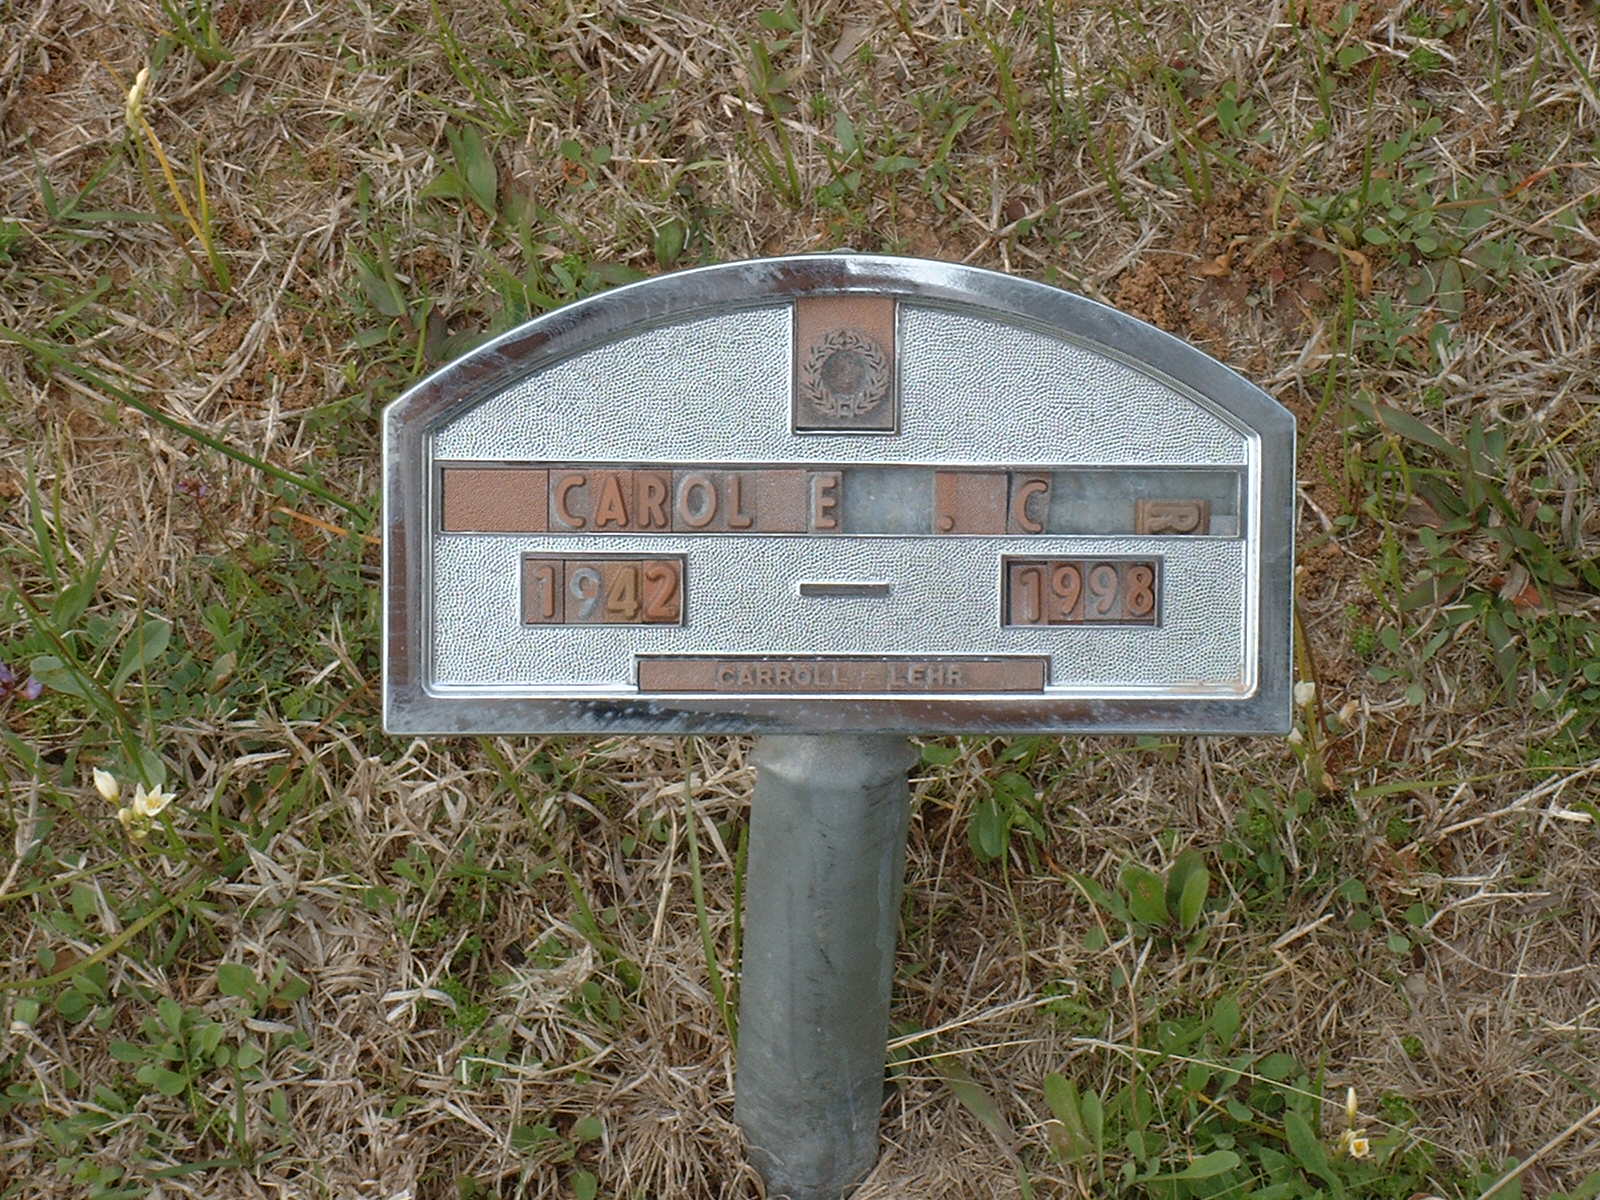 CAROL E . C R
1942 — 1998
CARROLL - LEHR